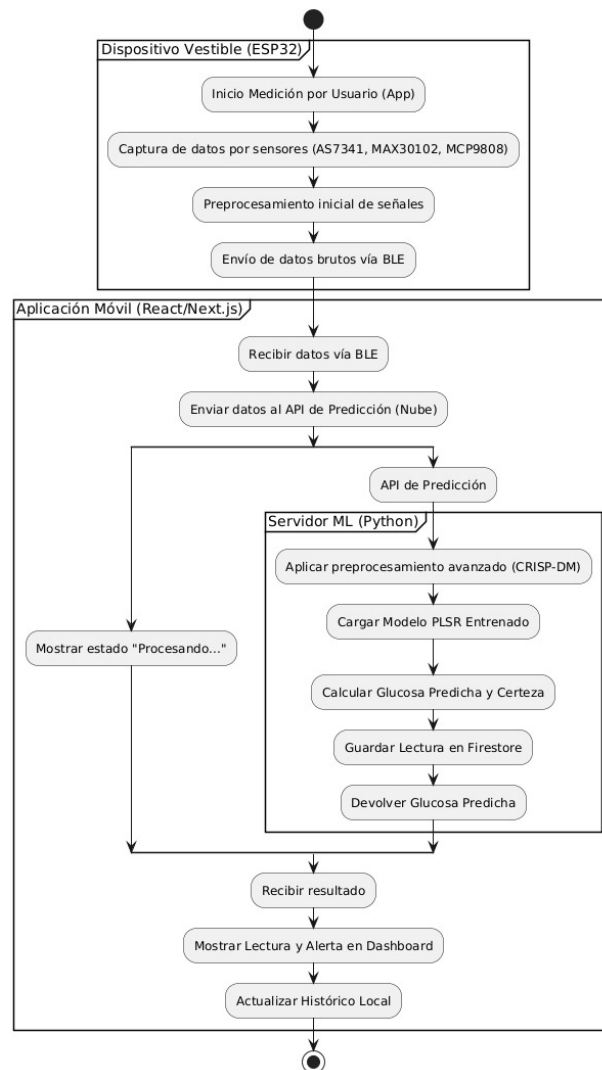 Dispositivo Vestible (ESP32)
Inicio Medición por Usuario (App)
Captura de datos por sensores (AS7341, MAX30102, MCP9808)
Preprocesamiento inicial de señales
Envío de datos brutos vía BLE
Aplicación Móvil (React/Next.js)
Recibir datos vía BLE
Enviar datos al API de Predicción (Nube)
API de Predicción
Servidor ML (Python)
Aplicar preprocesamiento avanzado (CRISP-DM)
Cargar Modelo PLSR Entrenado
Mostrar estado "Procesando..."
Calcular Glucosa Predicha y Certeza
Guardar Lectura en Firestore
Devolver Glucosa Predicha
Recibir resultado
Mostrar Lectura y Alerta en Dashboard
Actualizar Histórico Local